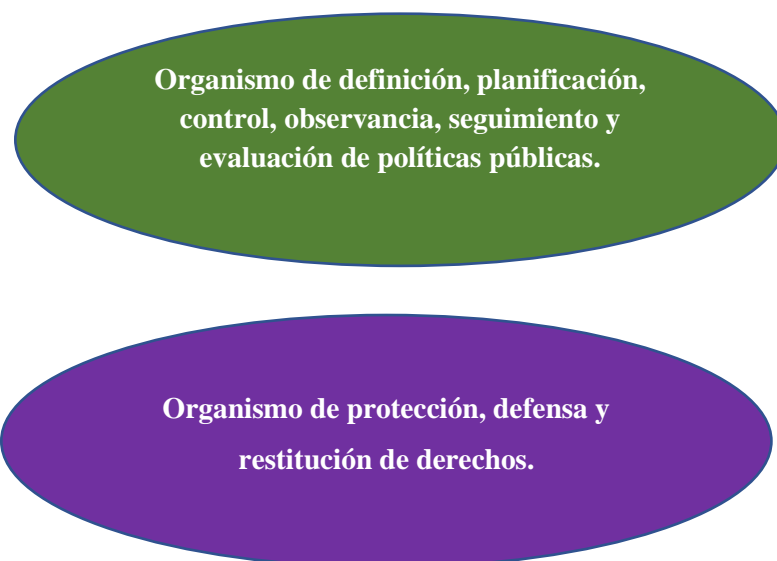 Organismo de definición, planificación,
control, observancia, seguimiento y
evaluación de políticas públicas.
Organismo de protección, defensa y
restitución de derechos.